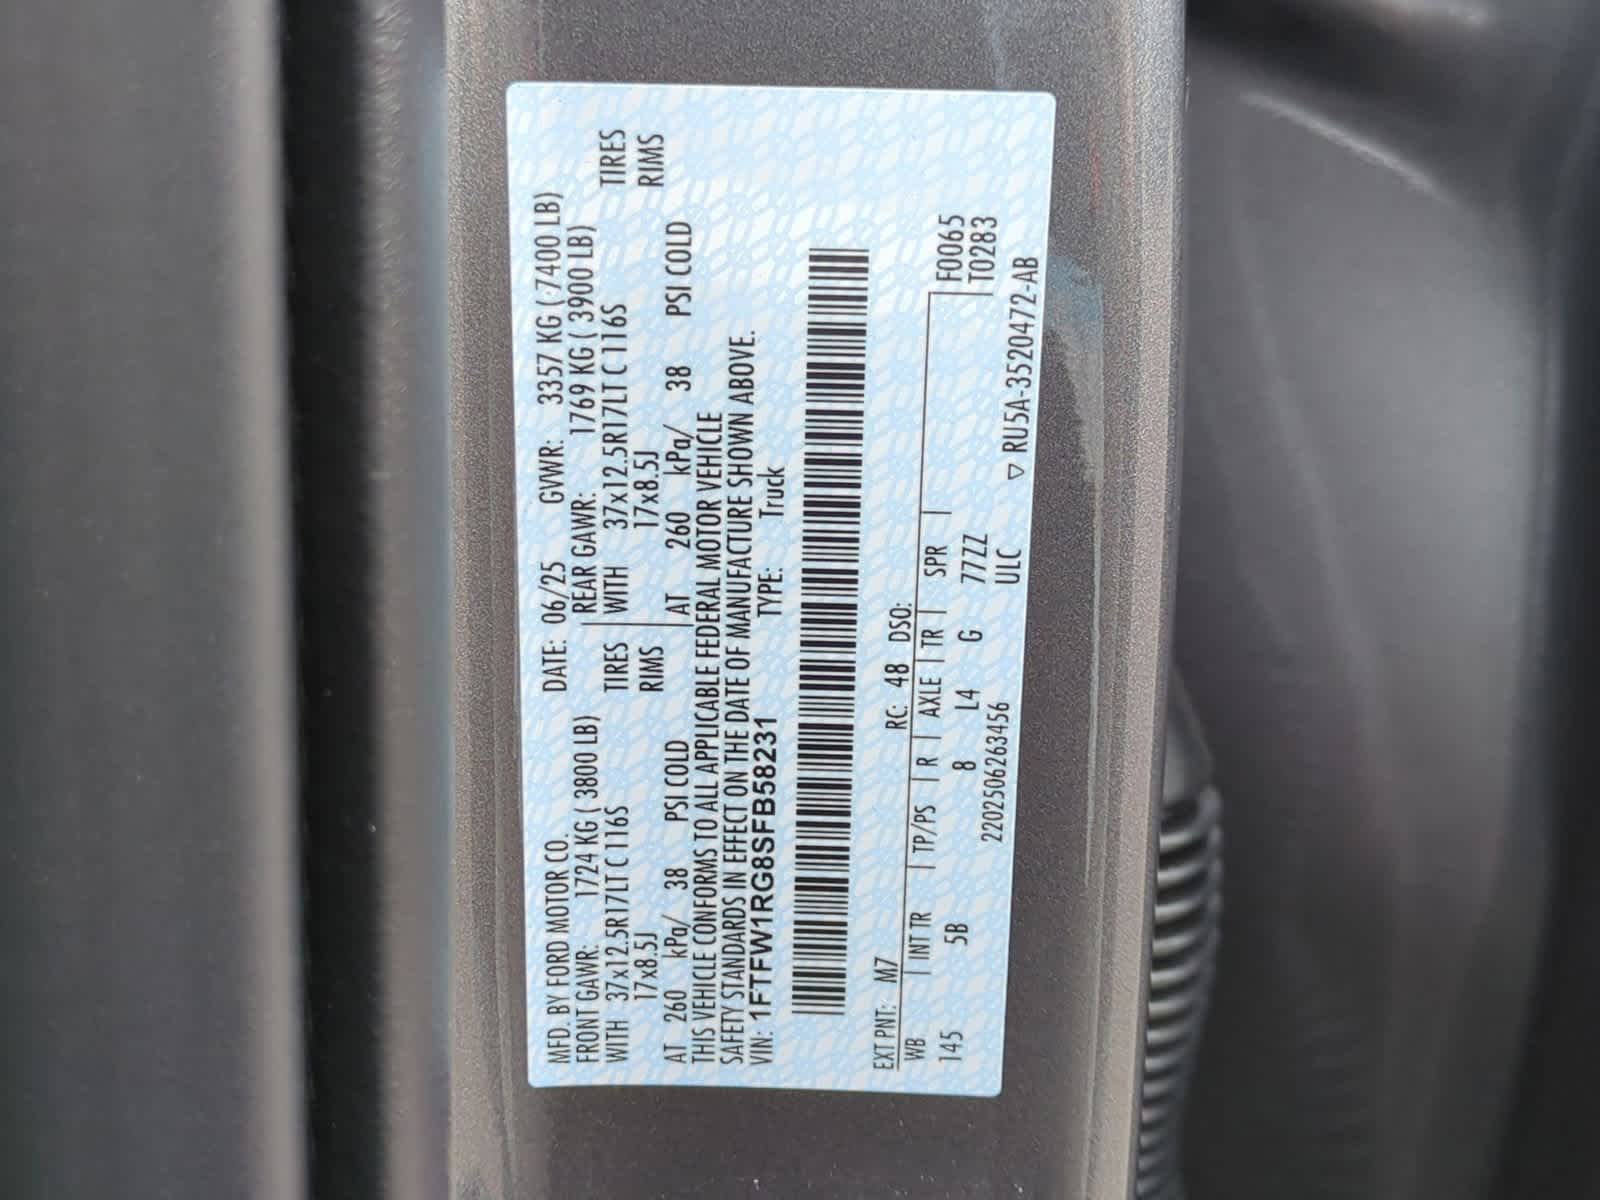 MFD. BY FORD MOTOR CO.
DATE: 06/25 GVWR: 3357 KG ( 7400 LB)
FRONT GAWR: 1724 KG ( 3800 LB)
REAR GAWR: 1769 KG ( 3900 LB)
WITH 37x12.5R17LT C 116S TIRES
WITH 37x12.5R17LT C 116S TIRES
17x8.5J RIMS
17x8.5J RIMS
AT 260 kPa/ 38 PSI COLD
AT 260 kPa/ 38 PSI COLD
THIS VEHICLE CONFORMS TO ALL APPLICABLE FEDERAL MOTOR VEHICLE
SAFETY STANDARDS IN EFFECT ON THE DATE OF MANUFACTURE SHOWN ABOVE.
VIN: 1FTFW1RG8SFB58231 TYPE: Truck
EXT PNT: M7 RC: 48 DSO: F0065
WB | INT TR | TP/PS | R | AXLE | TR | SPR | T0283
145 5B 8 L4 G 77ZZ
2202506263456 ULC ▽ RU5A-3520472-AB